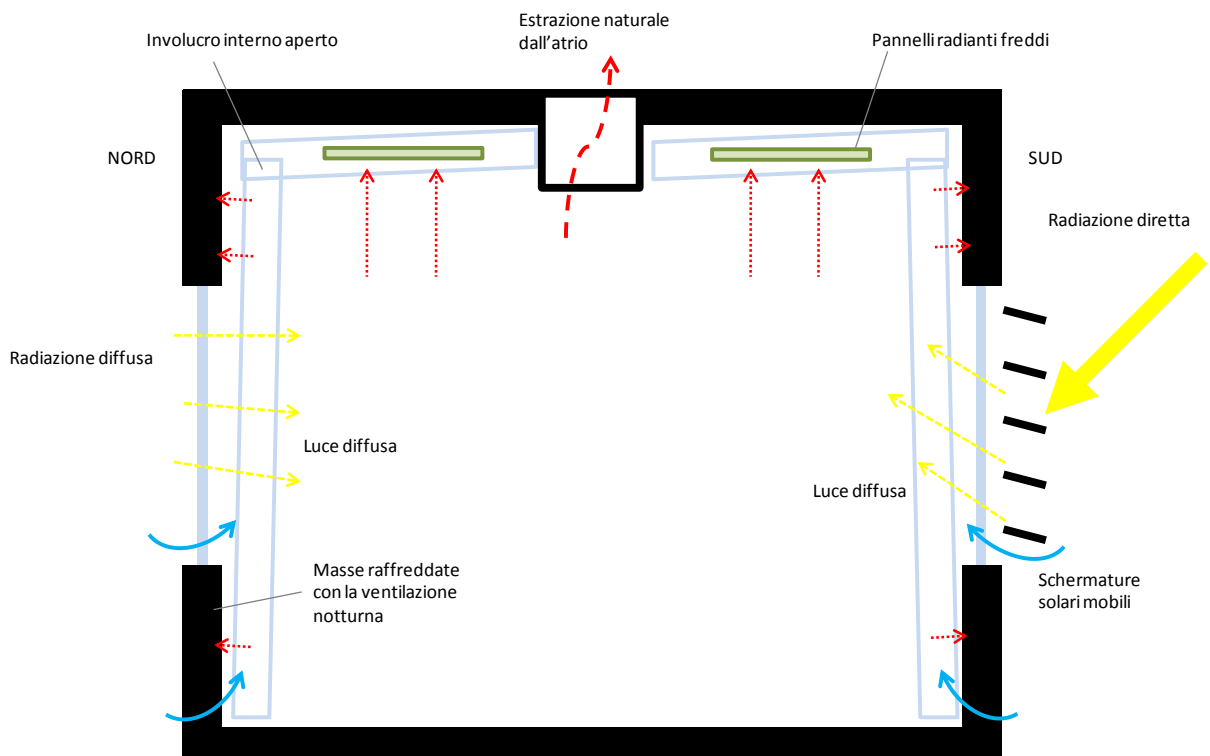 Estrazione naturale
dall'atrio
Involucro interno aperto
Pannelli radianti freddi
NORD
SUD
Radiazione diretta
Radiazione diffusa
Luce diffusa
Luce diffusa
Masse raffreddate
con la ventilazione
notturna
Schermature
solari mobili